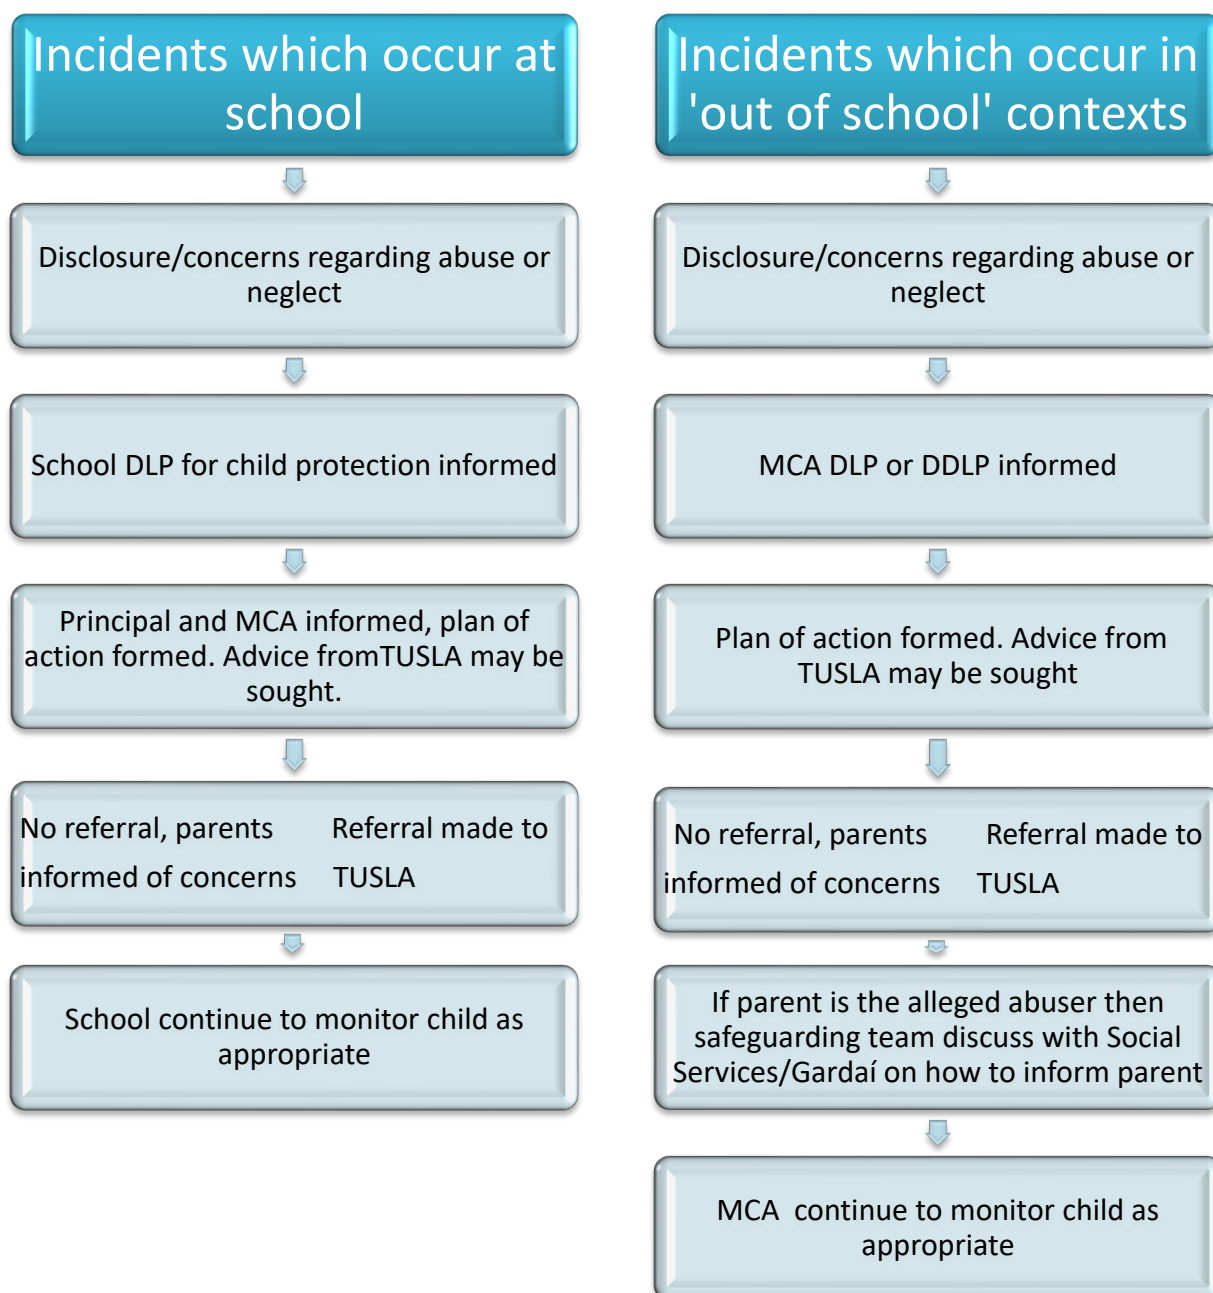 Incidents which occur at
school
Disclosure/concerns regarding abuse or
neglect
School DLP for child protection informed
Principal and MCA informed, plan of
action formed. Advice fromTUSLA may be
sought.
No referral, parents Referral made to
informed of concerns TUSLA
School continue to monitor child as
appropriate
Incidents which occur in
'out of school' contexts
Disclosure/concerns regarding abuse or
neglect
MCA DLP or DDLP informed
Plan of action formed. Advice from
TUSLA may be sought
No referral, parents Referral made to
informed of concerns TUSLA
If parent is the alleged abuser then
safeguarding team discuss with Social
Services/Gardaí on how to inform parent
MCA continue to monitor child as
appropriate